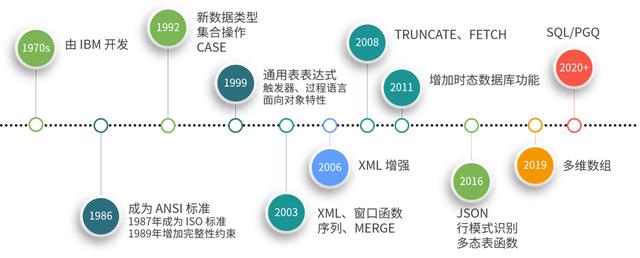 1970s
由 IBM 开发
1986
成为 ANSI 标准
1987年成为 ISO 标准
1989年增加完整性约束
1992
新数据类型
集合操作
CASE
1999
通用表表达式
触发器、过程语言
面向对象特性
2003
XML、窗口函数
序列、MERGE
2006
XML 增强
2008
TRUNCATE、FETCH
2011
增加时态数据库功能
2016
JSON
行模式识别
多态表函数
2019
多维数组
2020+
SQL/PGQ